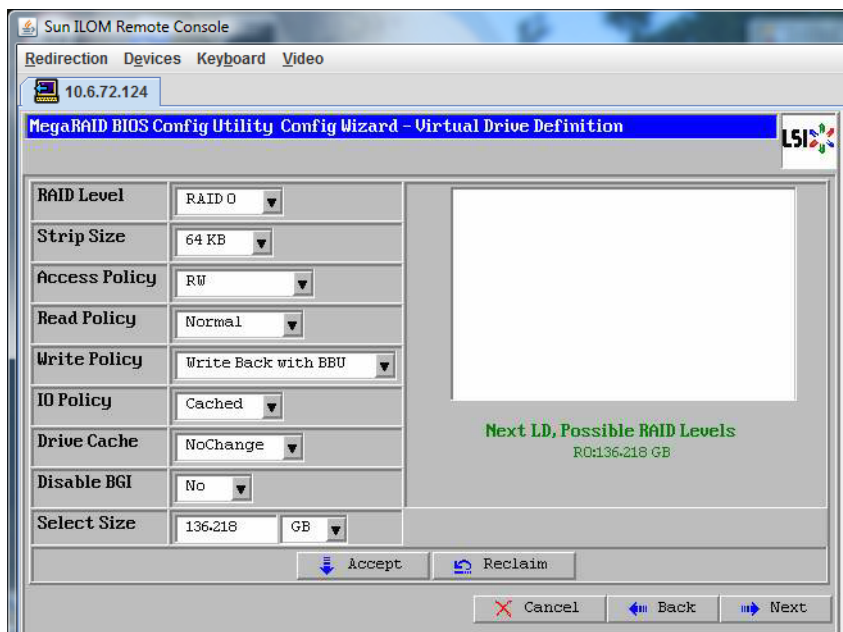 Sun ILOM Remote Console
Redirection Devices Keyboard Video
10.6.72.124
MegaRAID BIOS Config Utility Config Wizard - Virtual Drive Definition
LSI
RAID Level RAID 0
Strip Size 64 KB
Access Policy RW
Read Policy Normal
Write Policy Write Back with BBU
IO Policy Cached
Drive Cache NoChange
Disable BGI No
Select Size 136.218 GB
Next LD, Possible RAID Levels
R0:136.218 GB
Accept Reclaim
Cancel Back Next